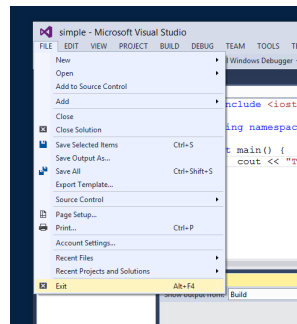 simple - Microsoft Visual Studio
FILE EDIT VIEW PROJECT BUILD DEBUG TEAM TOOLS
New
Windows Debugger
Open
Add to Source Control
Add
nclude <iost
Close
Close Solution
ing namespac
Save Selected Items Ctrl+S
t main() {
Save Output As...
cout << "T
Save All Ctrl+Shift+S
Export Template...
Source Control
Page Setup...
Print... Ctrl+P
Account Settings...
Recent Files
Recent Projects and Solutions
Exit Alt+F4
Show output from: Build